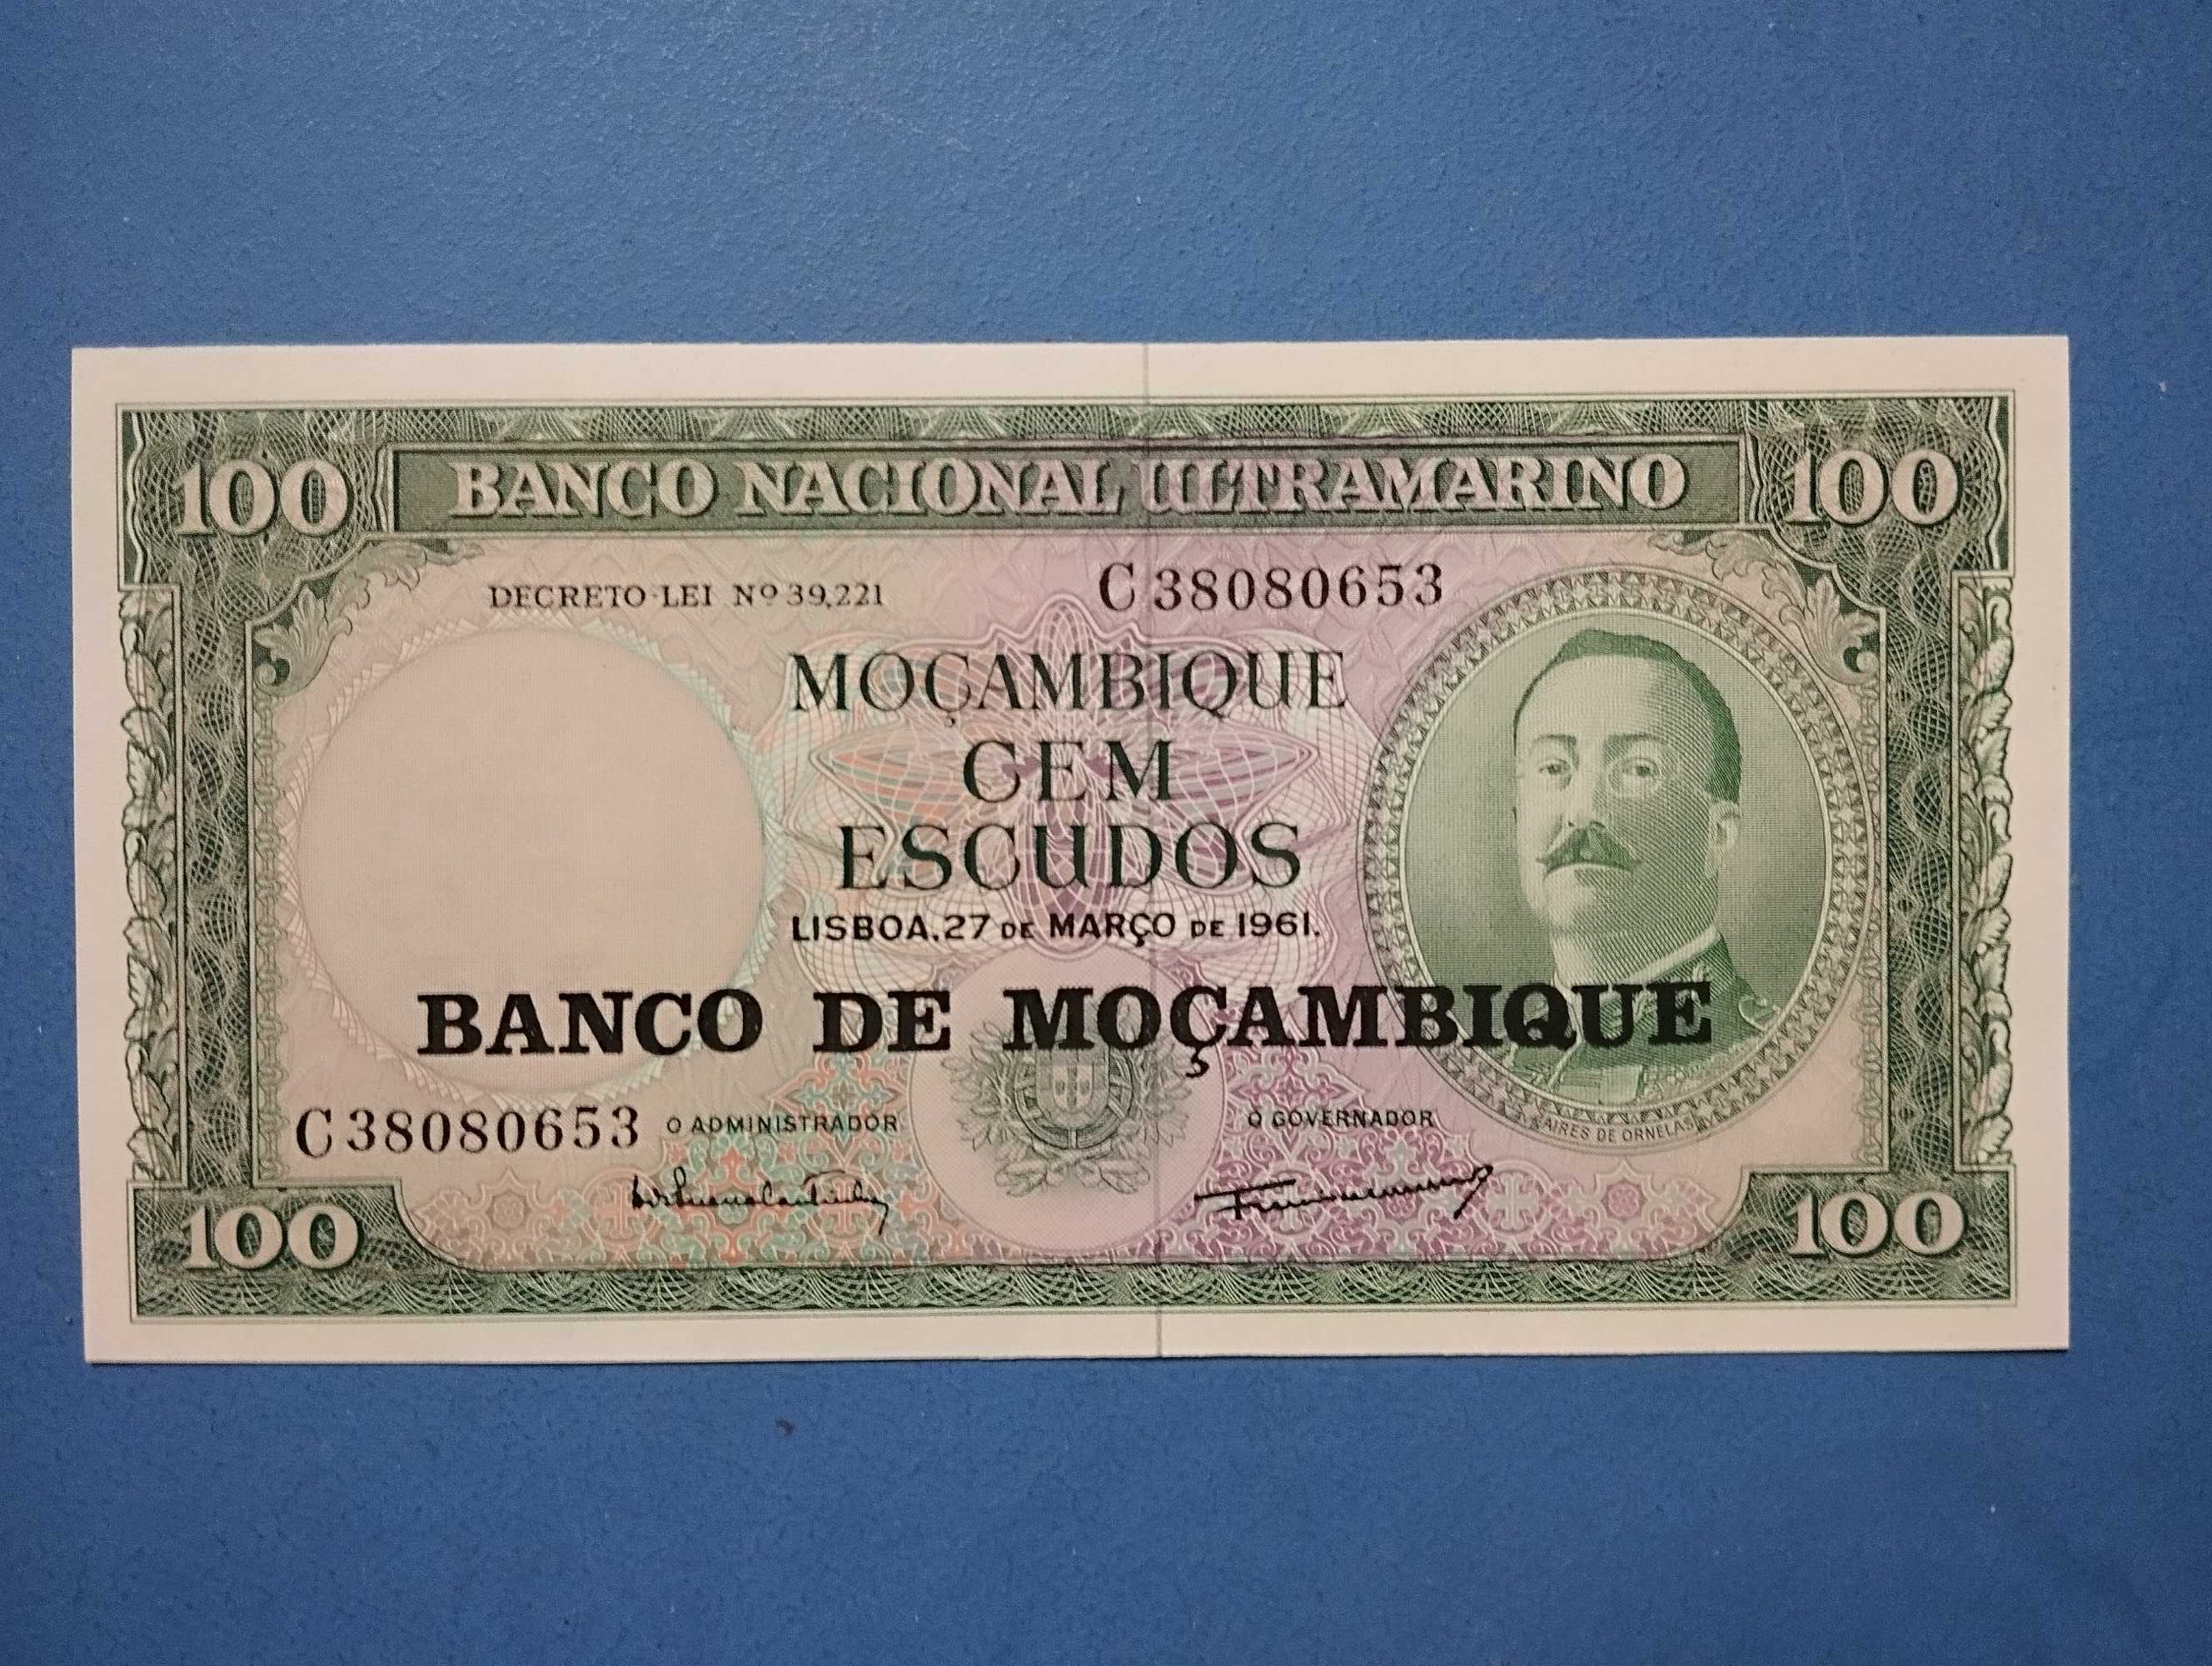 100 BANCO NACIONAL ULTRAMARINO 100
DECRETO-LEI Nº 39,221 C 38080653
MOÇAMBIQUE
CEM
ESCUDOS
LISBOA, 27 DE MARÇO DE 1961.
BANCO DE MOÇAMBIQUE
C 38080653 O ADMINISTRADOR O GOVERNADOR AIRES DE ORNELAS
100 100